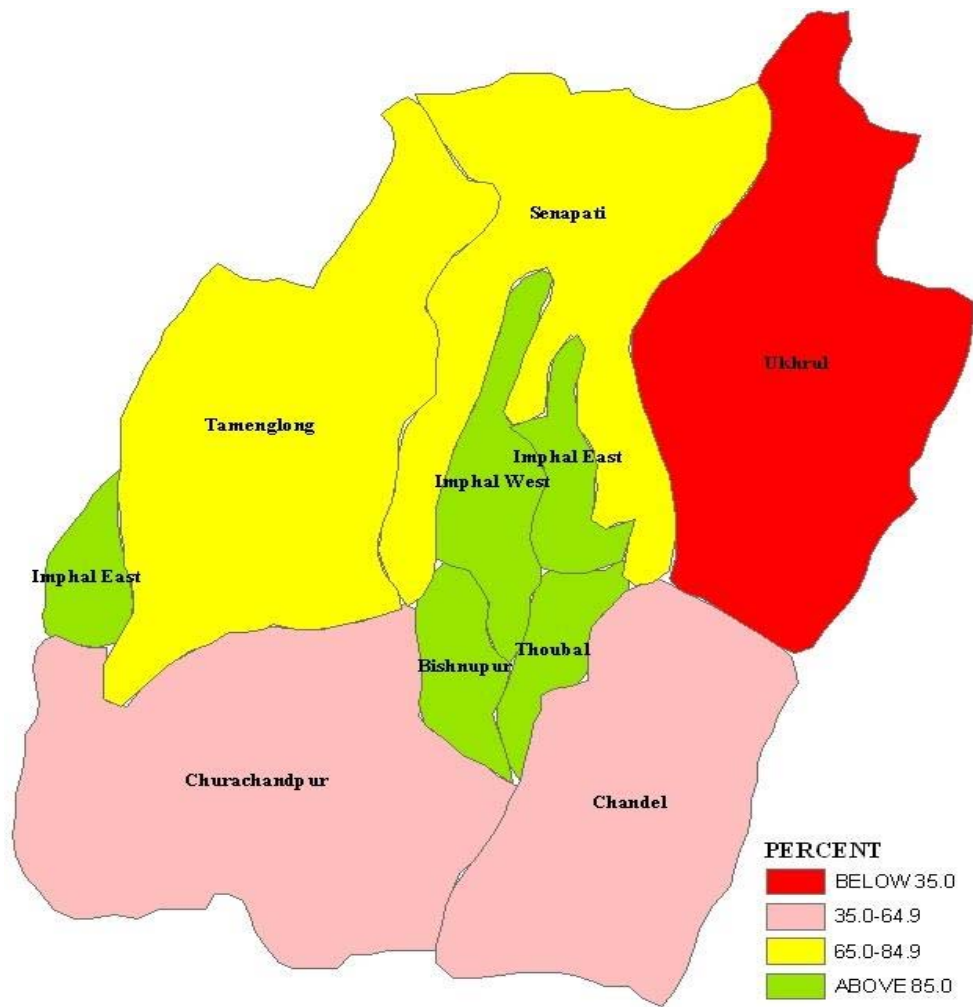 Senapati
Ukhrul
Tamenglong
Imphal East
Imphal West
Imphal East
Thoubal
Bishnupur
Churachandpur
Chandel
PERCENT
BELOW 35.0
35.0-64.9
65.0-84.9
ABOVE 85.0